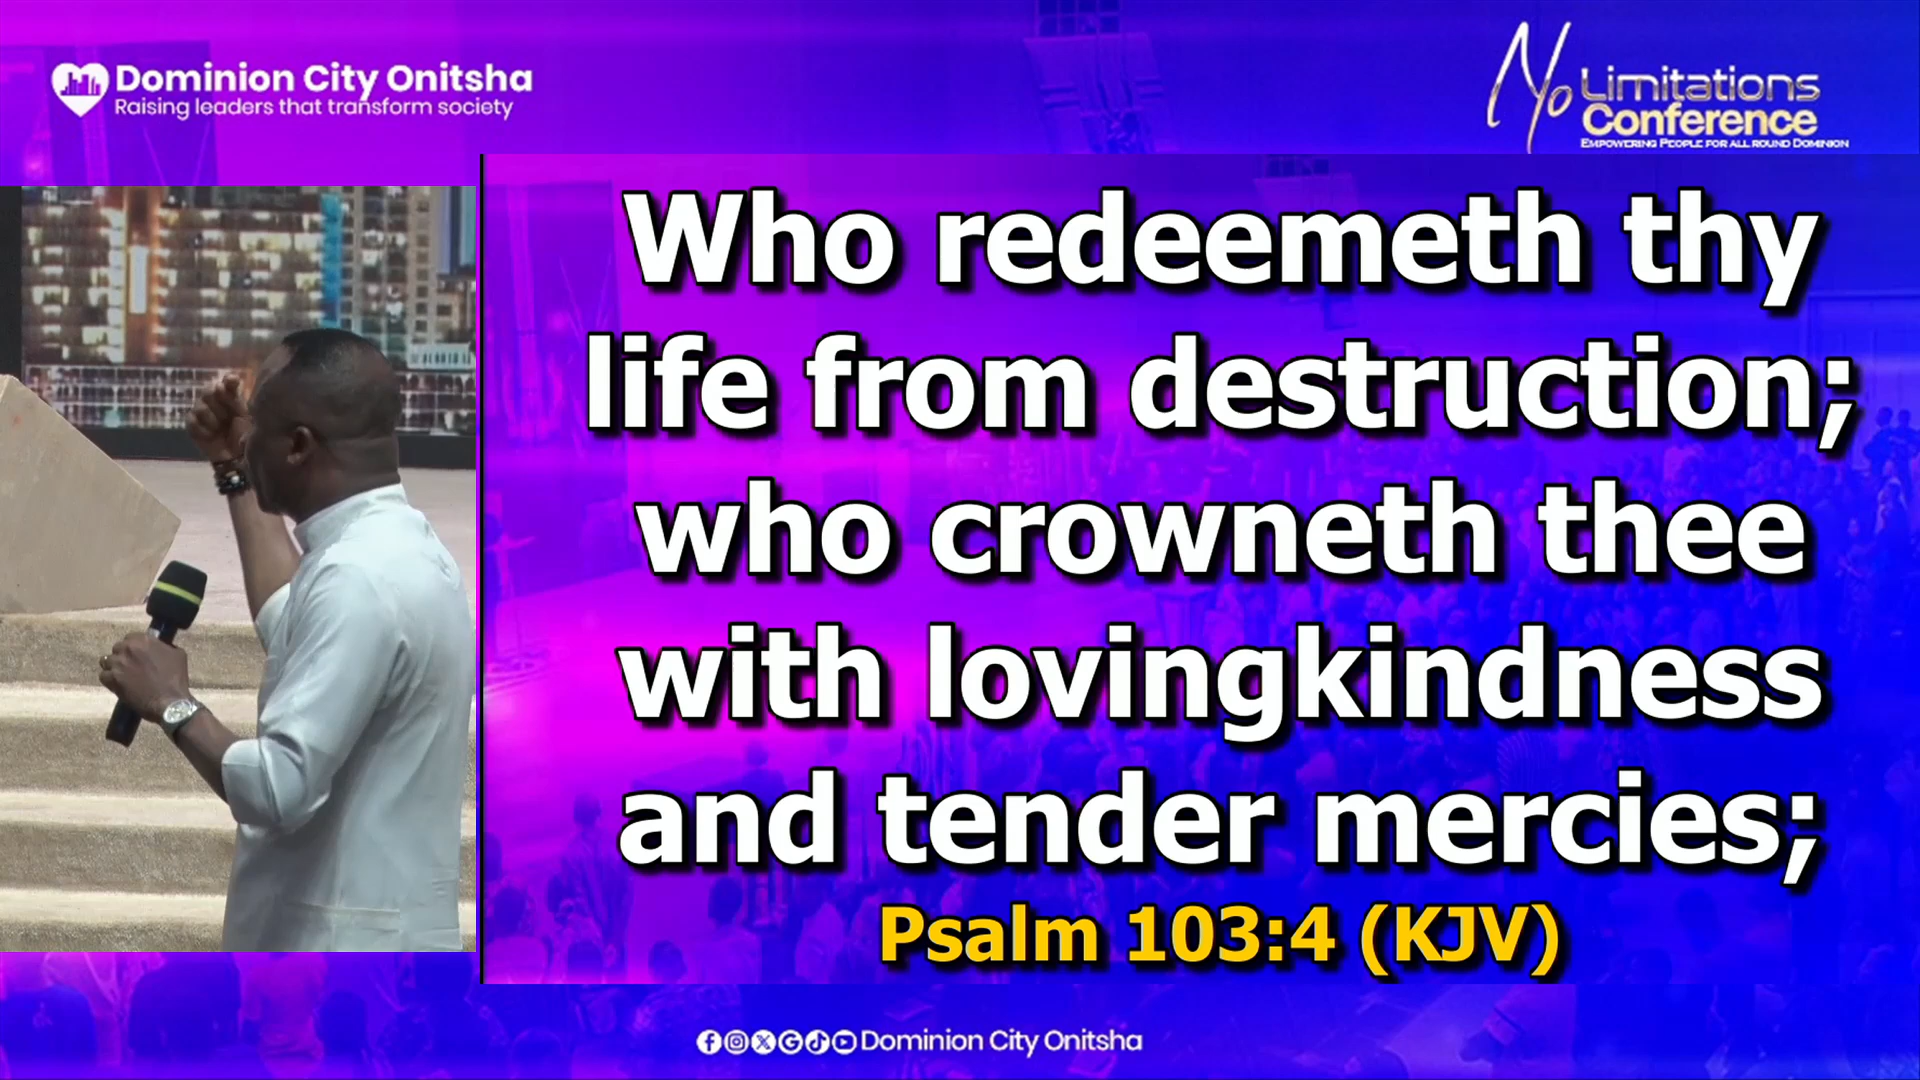 Dominion City Onitsha
Raising leaders that transform society
No Limitations
Conference
EMPOWERING PEOPLE FOR ALL ROUND DOMINION
Who redeemeth thy
life from destruction;
who crowneth thee
with lovingkindness
and tender mercies;
Psalm 103:4 (KJV)
Dominion City Onitsha